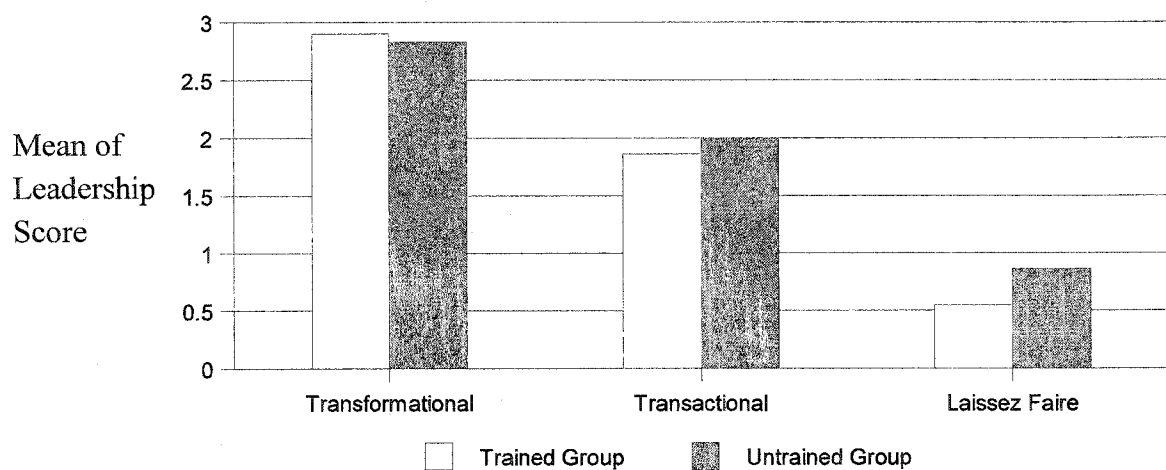 3
2.5
2
1.5
1
0.5
0
Mean of
Leadership
Score
Transformational
Transactional
Laissez Faire
Trained Group
Untrained Group